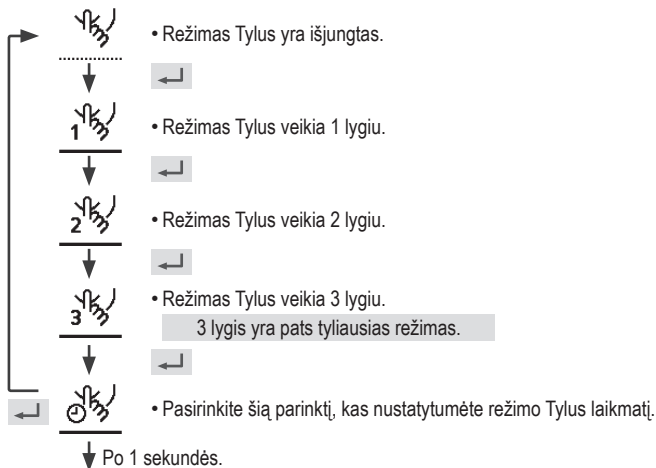 • Režimas Tylus yra išjungtas.
1
• Režimas Tylus veikia 1 lygiu.
2
• Režimas Tylus veikia 2 lygiu.
3
• Režimas Tylus veikia 3 lygiu.
3 lygis yra pats tyliausias režimas.
• Pasirinkite šią parinktį, kas nustatytumėte režimo Tylus laikmatį.
Po 1 sekundės.